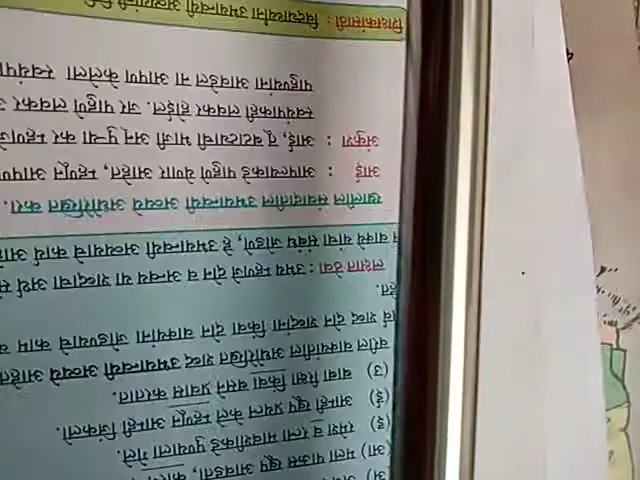 (आ) मला पाऊस खूप आवडतो,
(इ) रमेश व रत्ना मावशीकडे पुण्याला गेले.
(ई) आम्ही खूप प्रयत्न केले म्हणून आम्ही जिंकलो.
(उ) बाबा रिक्षा किंवा बसने प्रवास करतात.
वरील वाक्यांतील अधोरेखित शब्द उभयान्वयी अव्यये आहेत
र्व शब्द दोन शब्दांना किंवा दोन वाक्यांना जोडण्याचे काम
हेत.
लक्षात ठेवा : उभय म्हणजे दोन व अन्वय या शब्दाचा अर्थ
न वाक्ये यांचा संबंध जोडणे, हे उभयान्वयी अव्ययाचे कार्य
खालील संवादातील उभयान्वयी अव्यये अधोरेखित करा.
आई : आपल्याकडे पाहुणे येणार आहेत, म्हणून आपण
अंकुश : आई, तू बटाट्याची भाजी अन् पुऱ्या कर म्हणजे
स्वयंपाकही लवकर होईल. जर पाहुणे लवकर
पाहुण्यांना आवडेल ना आपण केलेला स्वयंपा
शिक्षकांसाठी : विद्यार्थ्यांना उभयान्वयी अव्ययांची